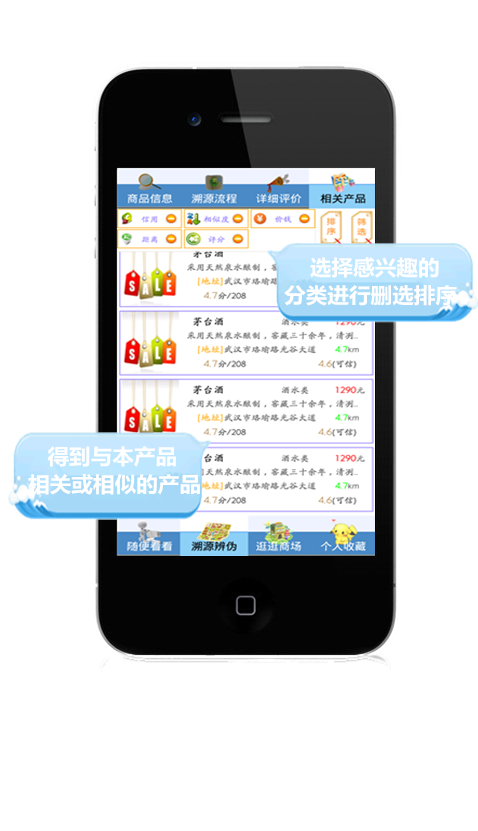 商品信息 溯源流程 详细评价 相关产品
信用 相似度 价钱 排序 筛选
距离 评分
茅台酒
采用天然泉水酿制，窖
[地址]武汉市珞瑜
4.7分/208
选择感兴趣的
分类进行删选排序
茅台酒 酒水类 1290元
采用天然泉水酿制，窖藏三十余年，清冽..
[地址]武汉市珞瑜路光谷大道 4.7km
4.7分/208 4.6(可信)
茅台酒 酒水类 1290元
采用天然泉水酿制，窖藏三十余年，清冽..
[地址]武汉市珞瑜路光谷大道 4.7km
4.7分/208 4.6(可信)
得到与本产品
相关或相似的产品
台酒 酒水类 1290元
用天然泉水酿制，窖藏三十余年，清冽..
[地址]武汉市珞瑜路光谷大道 4.7km
4.7分/208 4.6(可信)
SALE
SALE
SALE
随便看看 溯源辨伪 逛逛商场 个人收藏